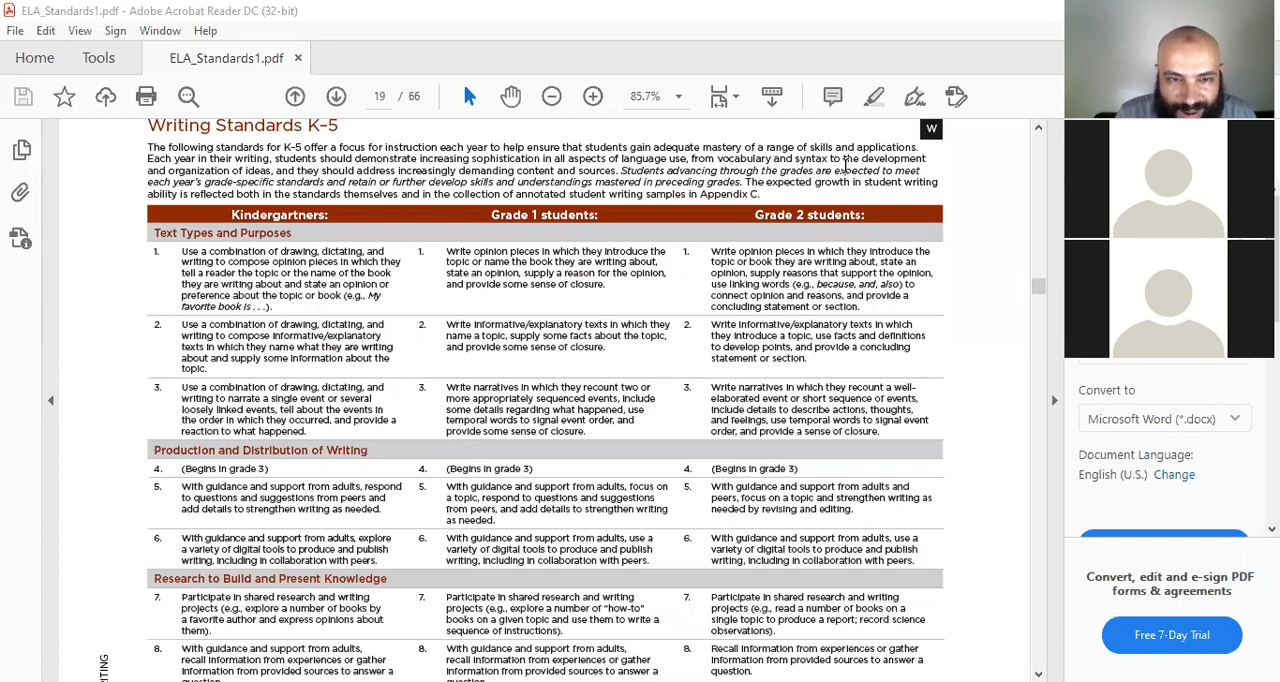 ELA_Standards1.pdf - Adobe Acrobat Reader DC (32-bit)
File Edit View Sign Window Help
Home Tools ELA_Standards1.pdf ×
19 / 66 85.7%
Writing Standards K–5
W
The following standards for K–5 offer a focus for instruction each year to help ensure that students gain adequate mastery of a range of skills and applications.
Each year in their writing, students should demonstrate increasing sophistication in all aspects of language use, from vocabulary and syntax to the development
and organization of ideas, and they should address increasingly demanding content and sources. Students advancing through the grades are expected to meet
each year's grade-specific standards and retain or further develop skills and understandings mastered in preceding grades. The expected growth in student writing
ability is reflected both in the standards themselves and in the collection of annotated student writing samples in Appendix C.
Kindergartners: Grade 1 students: Grade 2 students:
Text Types and Purposes
1. Use a combination of drawing, dictating, and
writing to compose opinion pieces in which they
tell a reader the topic or the name of the book
they are writing about and state an opinion or
preference about the topic or book (e.g., My
favorite book is . . .).
1. Write opinion pieces in which they introduce the
topic or name the book they are writing about,
state an opinion, supply a reason for the opinion,
and provide some sense of closure.
1. Write opinion pieces in which they introduce the
topic or book they are writing about, state an
opinion, supply reasons that support the opinion,
use linking words (e.g., because, and, also) to
connect opinion and reasons, and provide a
concluding statement or section.
2. Use a combination of drawing, dictating, and
writing to compose informative/explanatory
texts in which they name what they are writing
about and supply some information about the
topic.
2. Write informative/explanatory texts in which they
name a topic, supply some facts about the topic,
and provide some sense of closure.
2. Write informative/explanatory texts in which
they introduce a topic, use facts and definitions
to develop points, and provide a concluding
statement or section.
3. Use a combination of drawing, dictating, and
writing to narrate a single event or several
loosely linked events, tell about the events in
the order in which they occurred, and provide a
reaction to what happened.
3. Write narratives in which they recount two or
more appropriately sequenced events, include
some details regarding what happened, use
temporal words to signal event order, and
provide some sense of closure.
3. Write narratives in which they recount a well-
elaborated event or short sequence of events,
include details to describe actions, thoughts,
and feelings, use temporal words to signal event
order, and provide a sense of closure.
Production and Distribution of Writing
4. (Begins in grade 3)
4. (Begins in grade 3)
4. (Begins in grade 3)
5. With guidance and support from adults, respond
to questions and suggestions from peers and
add details to strengthen writing as needed.
5. With guidance and support from adults, focus on
a topic, respond to questions and suggestions
from peers, and add details to strengthen writing
as needed.
5. With guidance and support from adults and
peers, focus on a topic and strengthen writing as
needed by revising and editing.
6. With guidance and support from adults, explore
a variety of digital tools to produce and publish
writing, including in collaboration with peers.
6. With guidance and support from adults, use a
variety of digital tools to produce and publish
writing, including in collaboration with peers.
6. With guidance and support from adults, use a
variety of digital tools to produce and publish
writing, including in collaboration with peers.
Research to Build and Present Knowledge
7. Participate in shared research and writing
projects (e.g., explore a number of books by
a favorite author and express opinions about
them).
7. Participate in shared research and writing
projects (e.g., explore a number of "how-to"
books on a given topic and use them to write a
sequence of instructions).
7. Participate in shared research and writing
projects (e.g., read a number of books on a
single topic to produce a report; record science
observations).
8. With guidance and support from adults,
recall information from experiences or gather
information from provided sources to answer a
question.
8. With guidance and support from adults,
recall information from experiences or gather
information from provided sources to answer a
question.
8. Recall information from experiences or gather
information from provided sources to answer a
question.
RITING
Convert to
Microsoft Word (*.docx)
Document Language:
English (U.S.) Change
Convert, edit and e-sign PDF
forms & agreements
Free 7-Day Trial